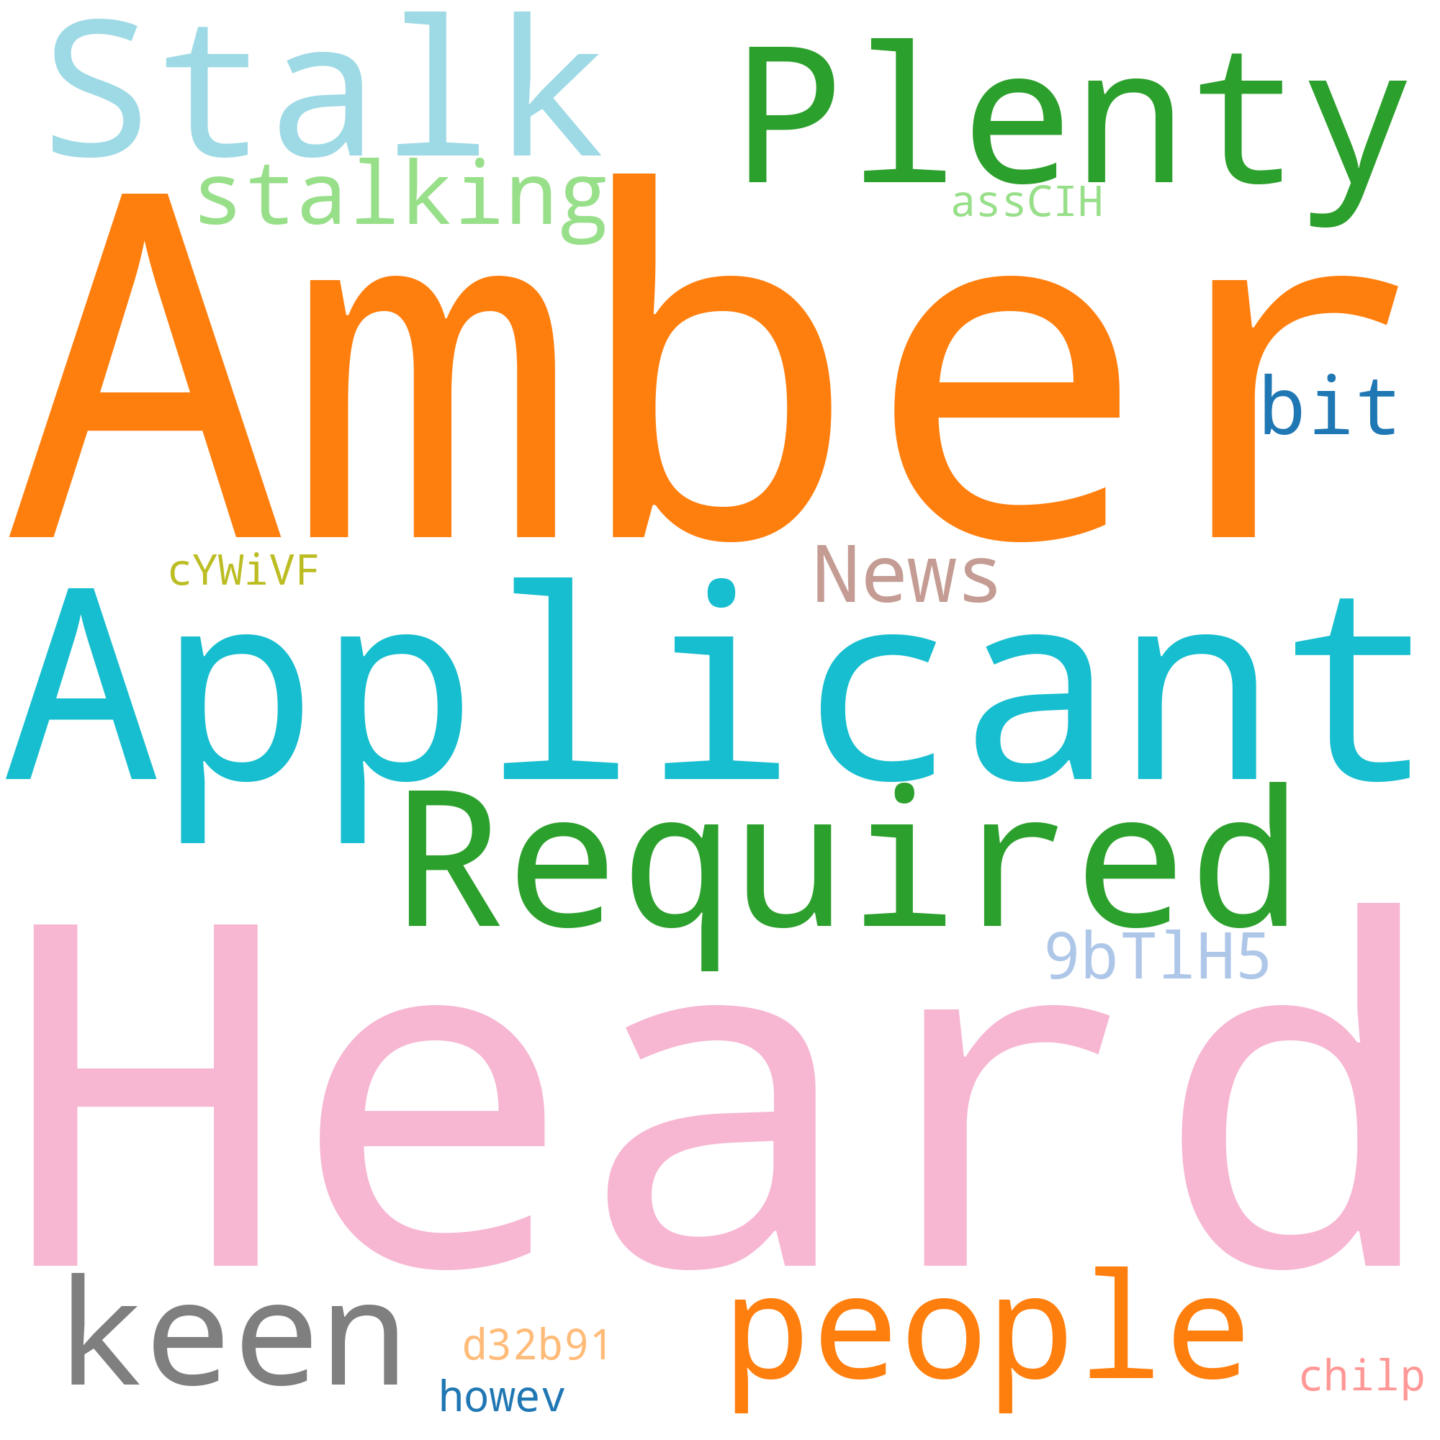 Stalk
Plenty
stalking
assCIH
Amber
bit
cYWiVF
News
Applicant
Required
9bTlH5
Heard
keen
people
d32b91
chilp
howev